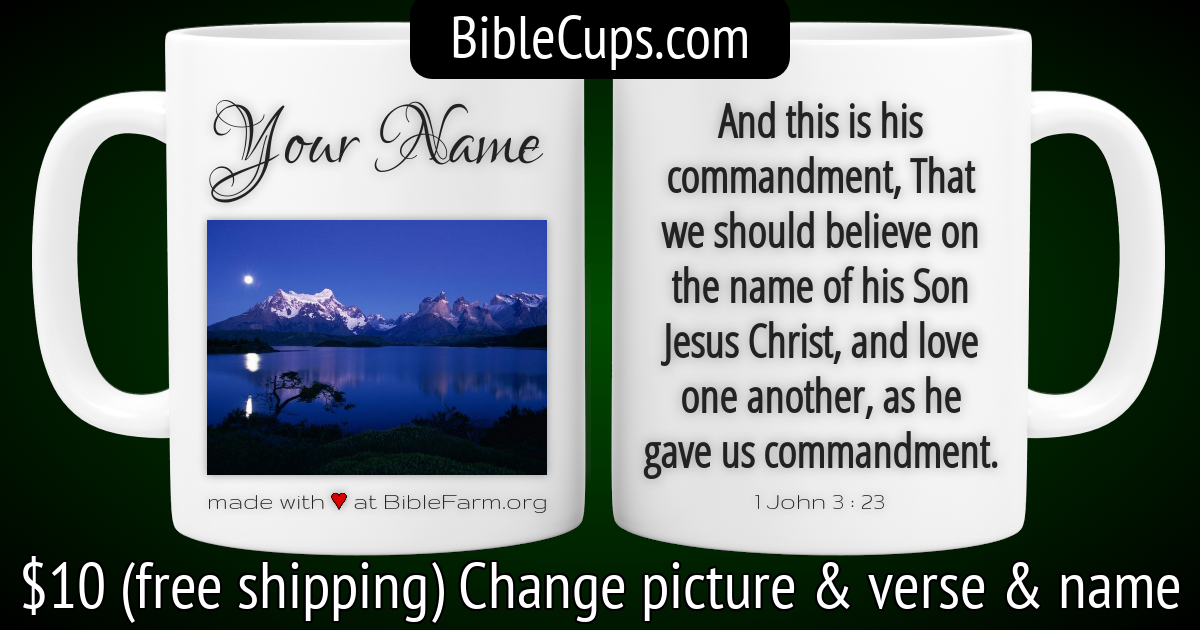 BibleCups.com
Your Name
made with ♥ at BibleFarm.org
And this is his
commandment, That
we should believe on
the name of his Son
Jesus Christ, and love
one another, as he
gave us commandment.
1 John 3 : 23
$10 (free shipping) Change picture & verse & name